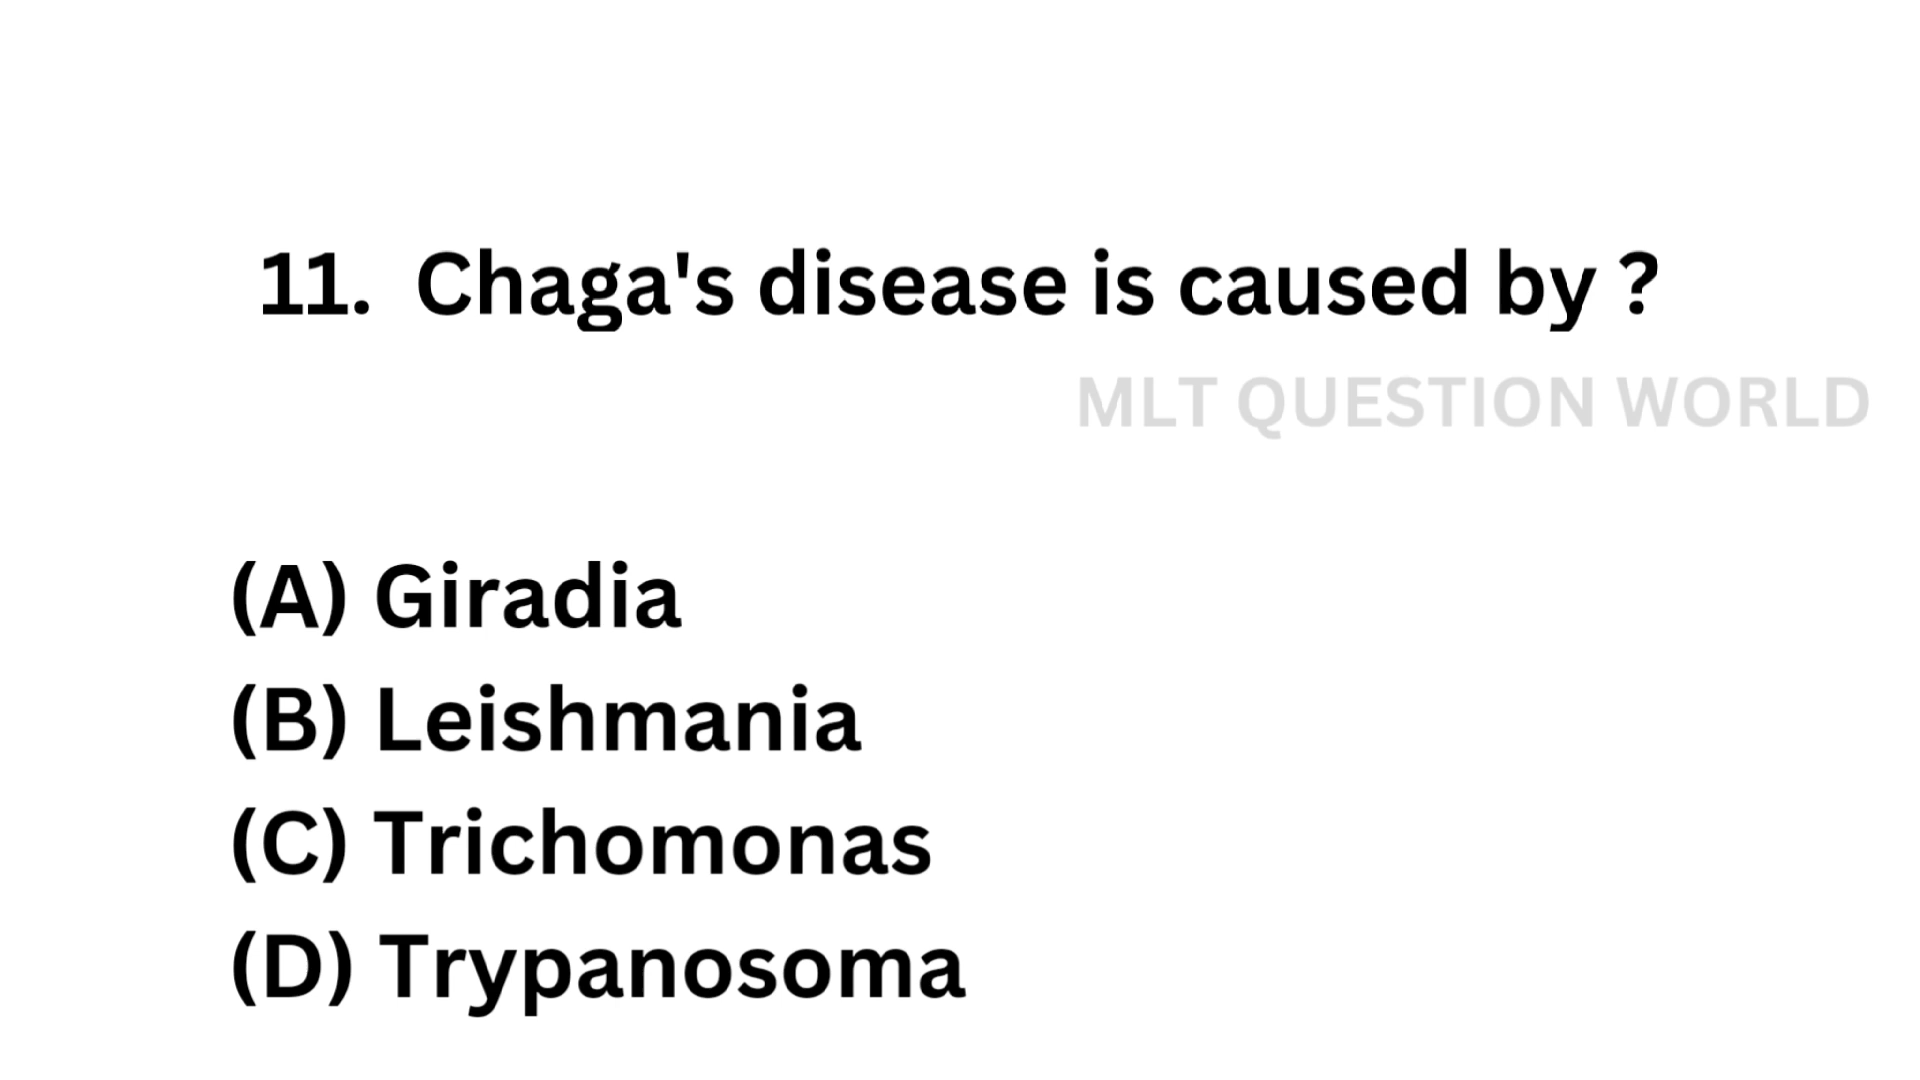 11. Chaga's disease is caused by ?
MLT QUESTION WORLD
(A) Giradia
(B) Leishmania
(C) Trichomonas
(D) Trypanosoma